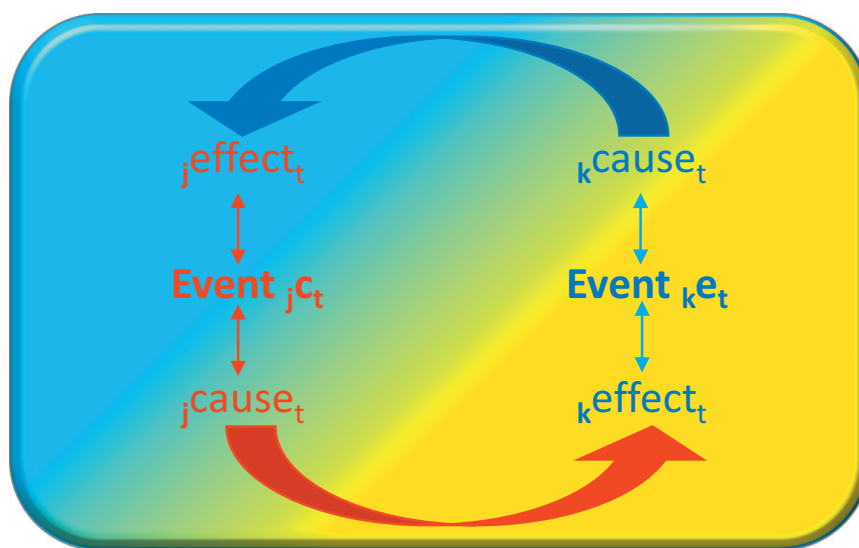 jeffectt
kcauset
Event jct
Event ket
jcauset
keffectt